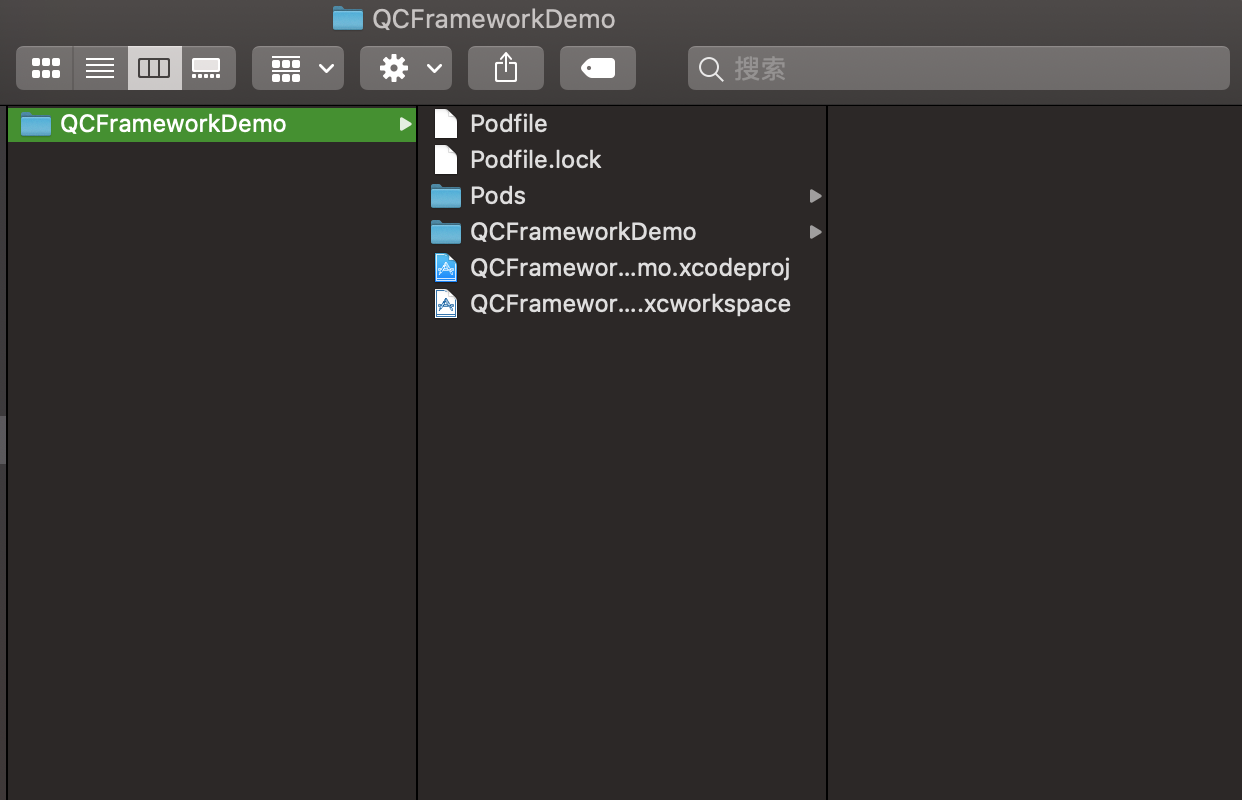 QCFrameworkDemo
搜索
QCFrameworkDemo
Podfile
Podfile.lock
Pods
QCFrameworkDemo
QCFramewor...mo.xcodeproj
QCFramewor....xcworkspace